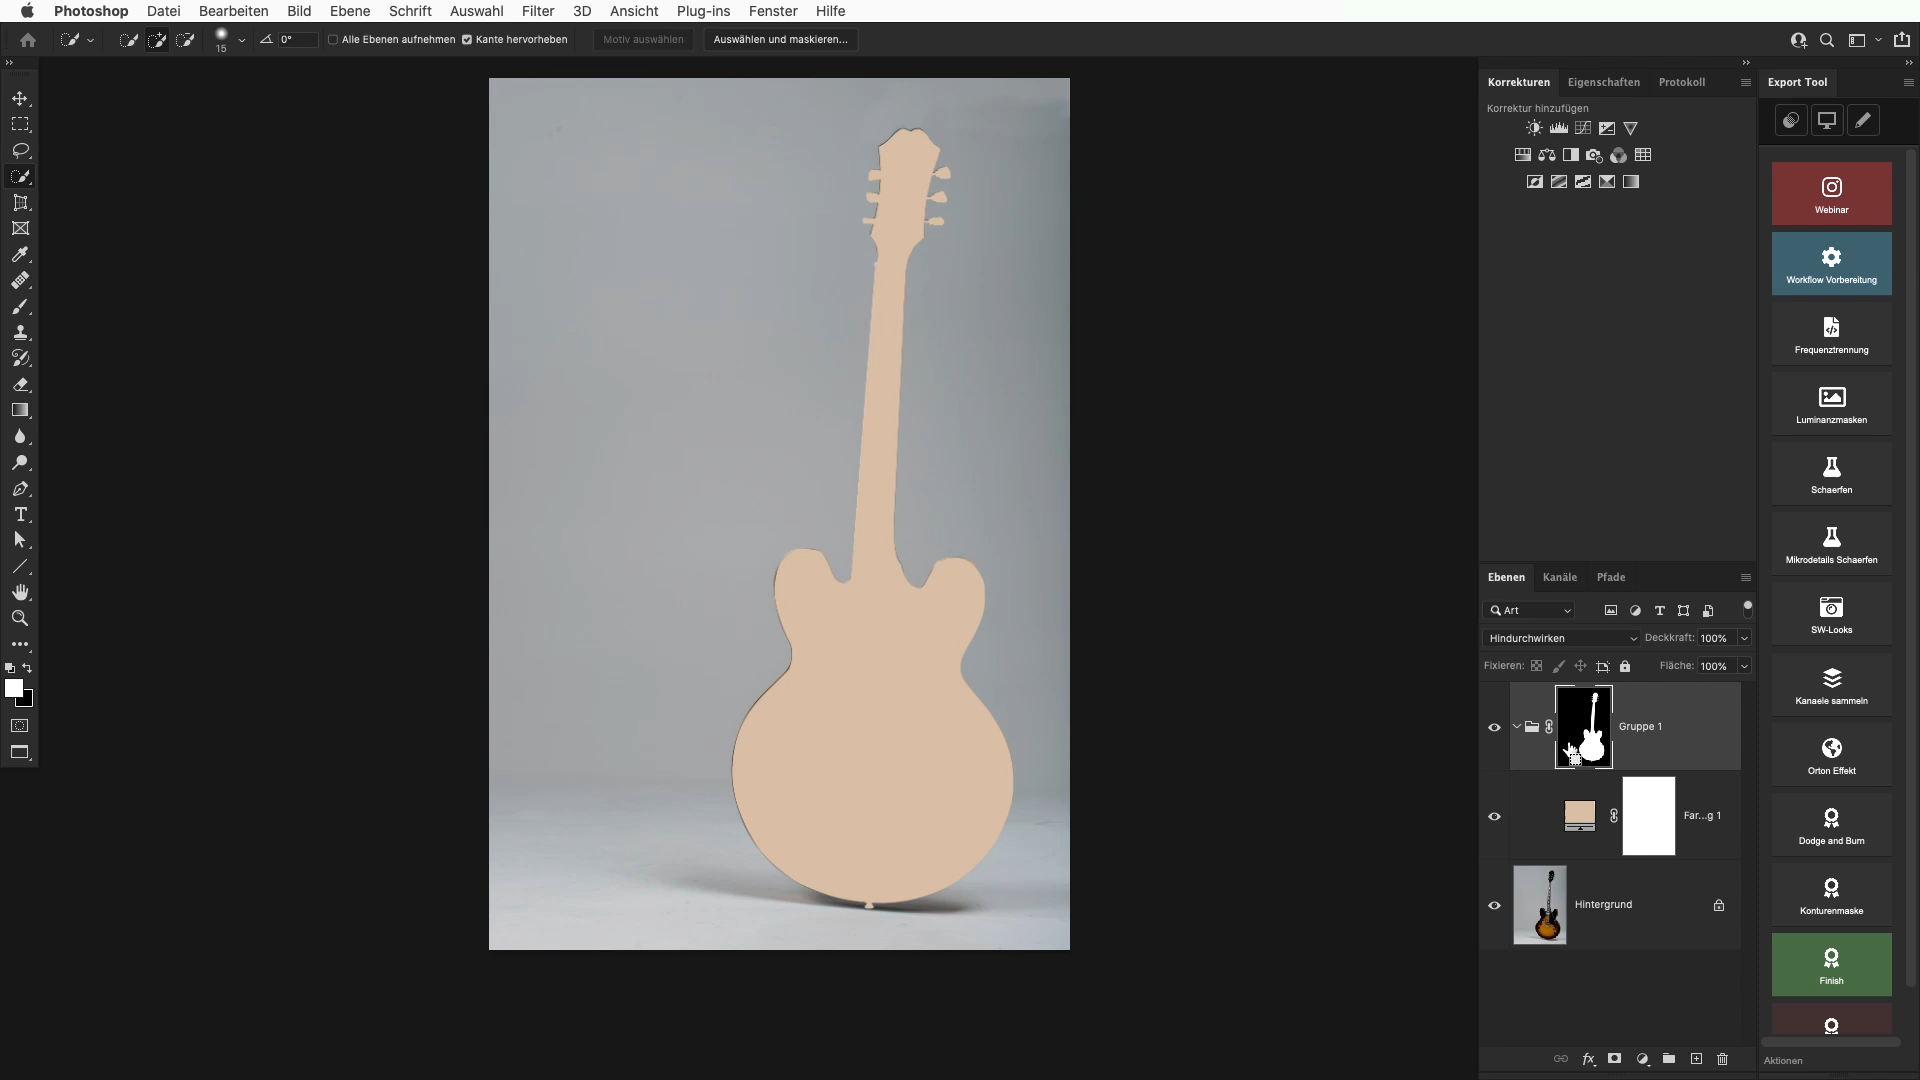 Photoshop Datei Bearbeiten Bild Ebene Schrift Auswahl Filter 3D Ansicht Plug-ins Fenster Hilfe
15 0° Alle Ebenen aufnehmen Kante hervorheben Motiv auswählen Auswählen und maskieren...
Korrekturen Eigenschaften Protokoll
Korrektur hinzufügen
Export Tool
Webinar
Workflow Vorbereitung
Frequenztrennung
Luminanzmasken
Schaerfen
Mikrodetails Schaerfen
SW-Looks
Kanaele sammeln
Orton Effekt
Dodge and Burn
Konturenmaske
Finish
Aktionen
Ebenen Kanäle Pfade
Art
Hindurchwirken Deckkraft: 100%
Fixieren: Fläche: 100%
Gruppe 1
Far...g 1
Hintergrund
fx